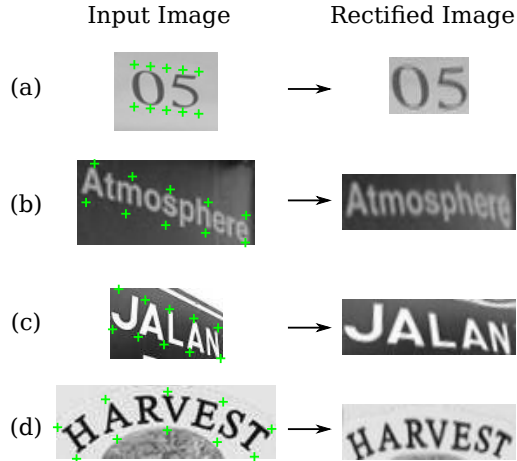 Input Image Rectified Image
(a) 05 05
(b) Atmosphere Atmosphere
(c) JALAN JALAN
(d) HARVEST HARVEST